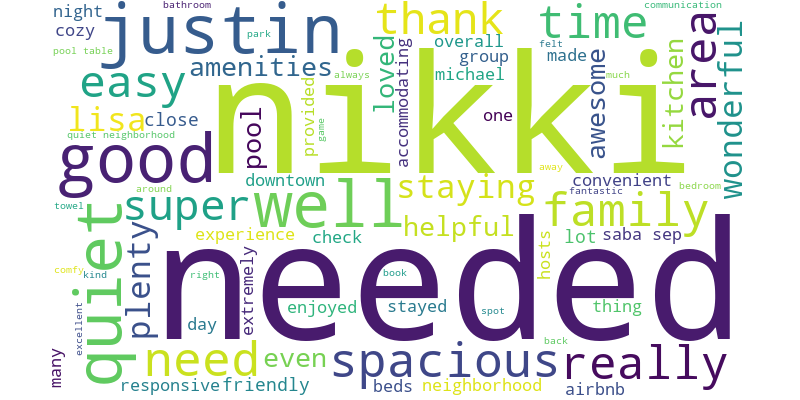 night
bathroom
communication
cozy
justin
park
thank
time
pool table
overall
felt
made
easy
amenities
always
loved
group
michael
much
area
nikki
accommodating
awesome
kitchen
wonderful
lisa
close
provided
game
one
quiet neighborhood
good
pool
away
downtown
staying
convenient
fantastic
bedroom
around
towel
super
well
family
helpful
quiet
plenty
experience
check
lot
saba sep
hosts
needed
comfy
kind
right
book
extremely
day
enjoyed
stayed
spot
thing
excellent
back
need
even
spacious
really
many
responsive
friendly
beds
neighborhood
airbnb